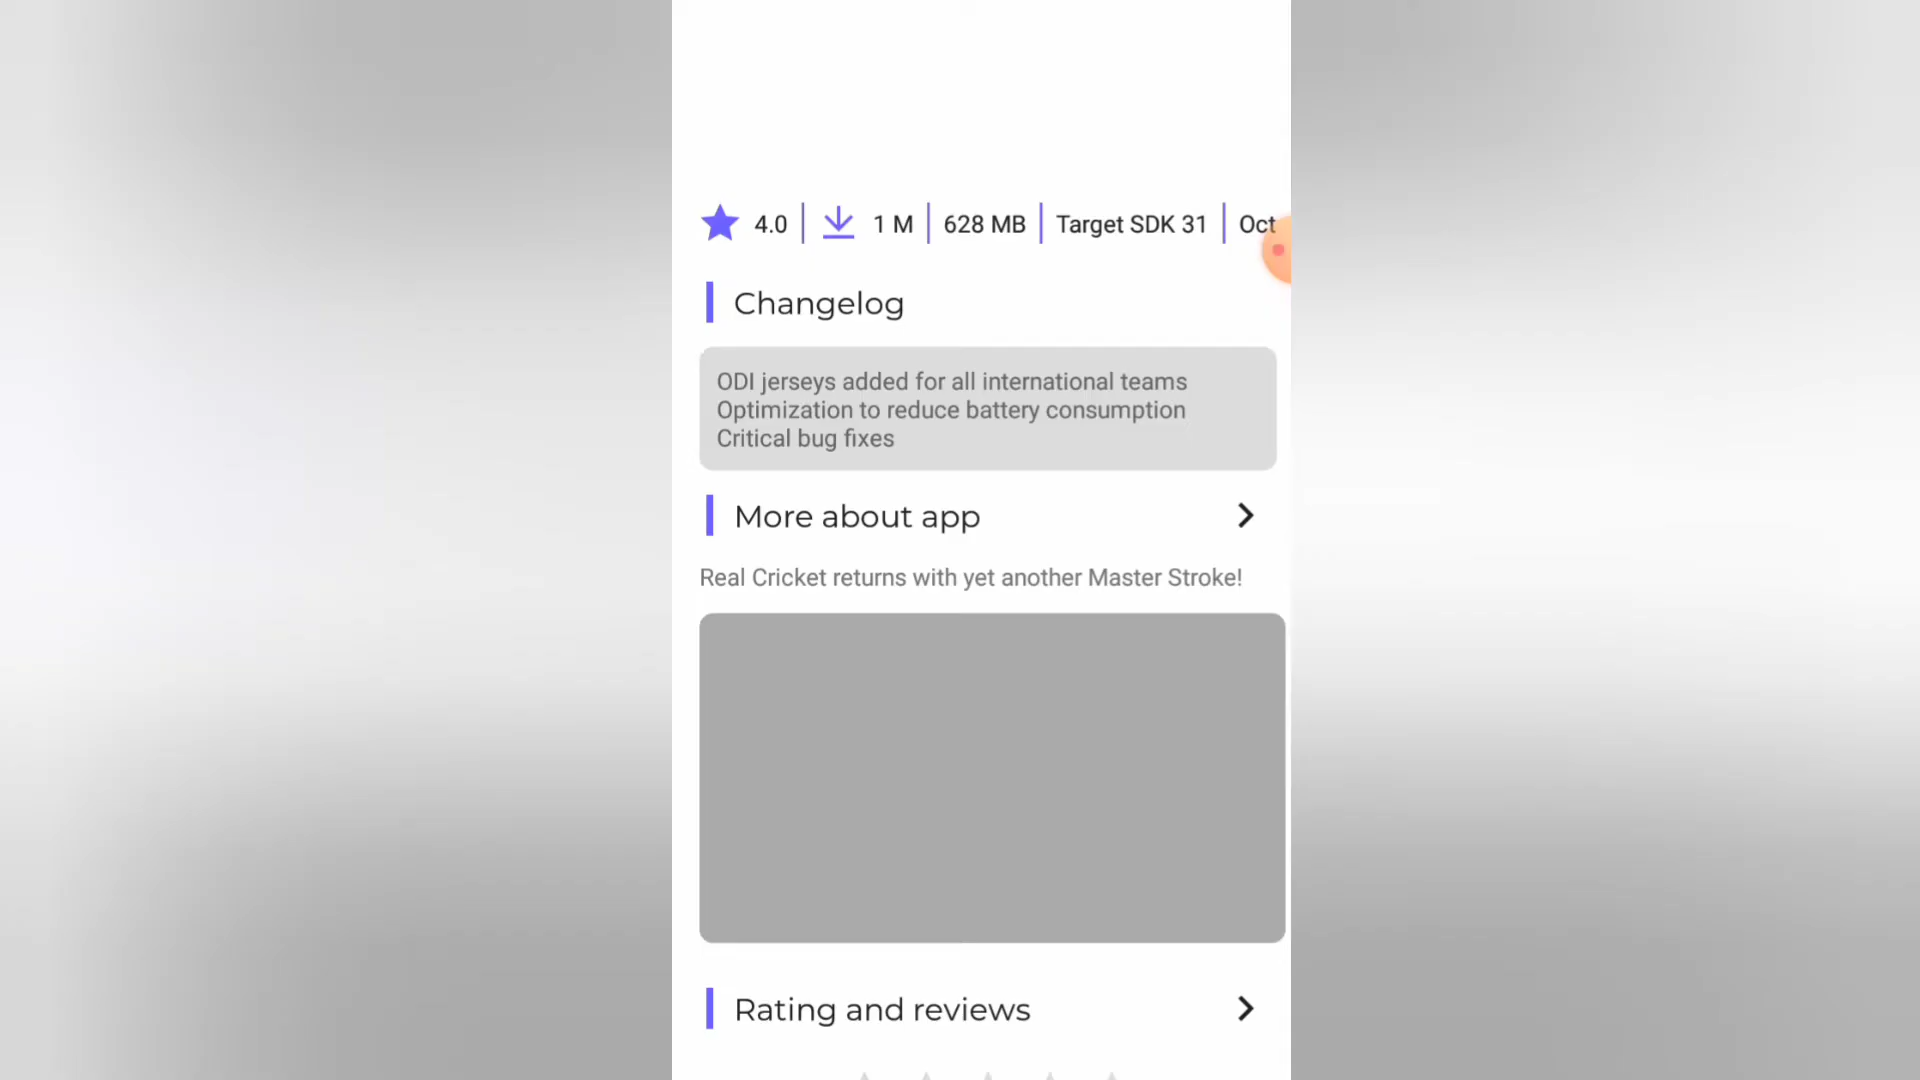 4.0 1 M 628 MB Target SDK 31 Oct
Changelog
ODI jerseys added for all international teams
Optimization to reduce battery consumption
Critical bug fixes
More about app
Real Cricket returns with yet another Master Stroke!
Rating and reviews